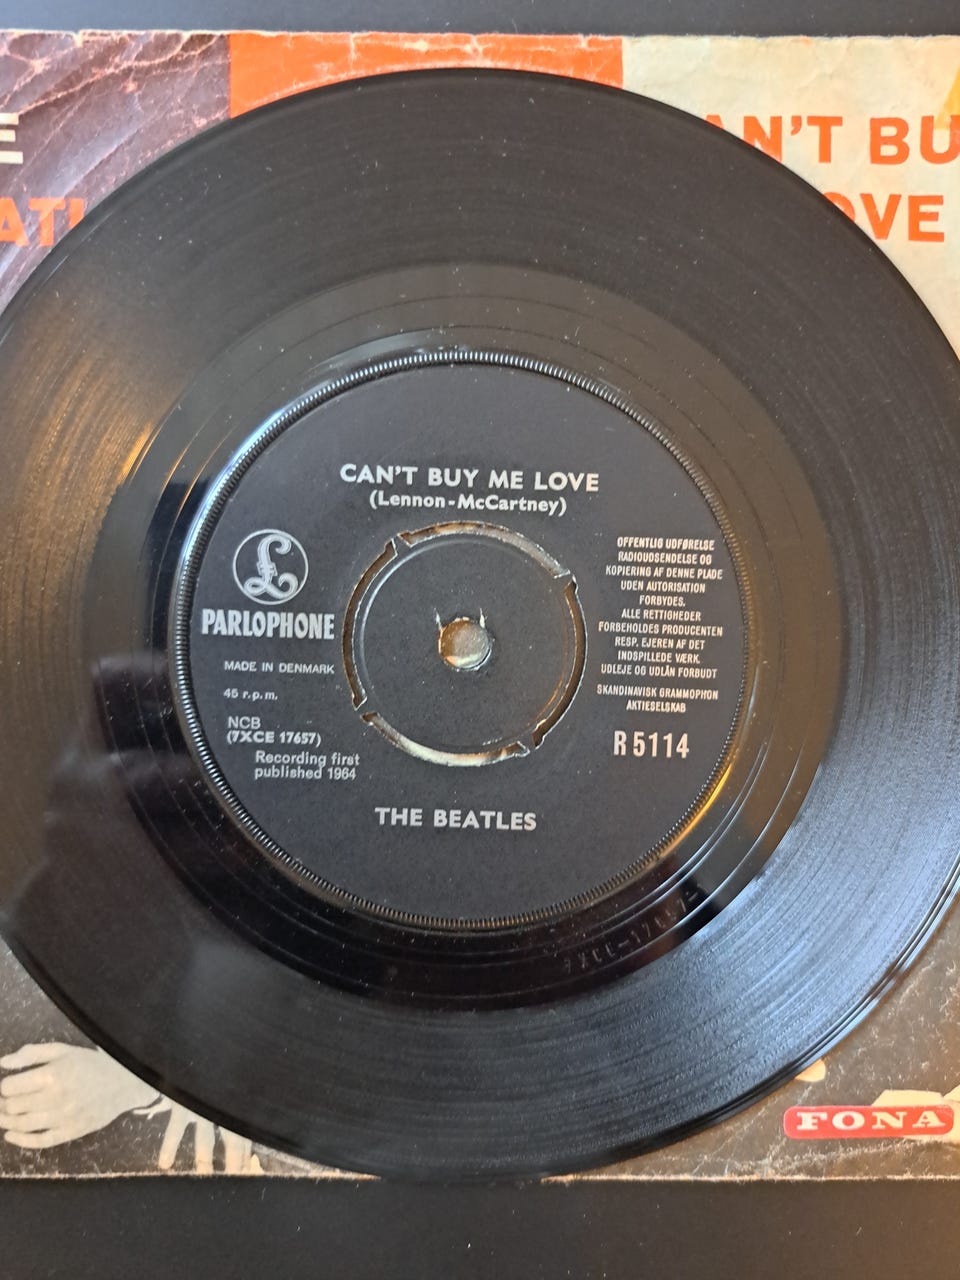 E
ATL
AN'T BU
OVE
CAN'T BUY ME LOVE
(Lennon-McCartney)
£
PARLOPHONE
MADE IN DENMARK
45 r.p.m.
NCB
(7XCE 17657)
Recording first
published 1964
OFFENTLIG UDFØRELSE
RADIOUDSENDELSE OG
KOPIERING AF DENNE PLADE
UDEN AUTORISATION
FORBYDES.
ALLE RETTIGHEDER
FORBEHOLDES PRODUCENTEN
RESP. EJEREN AF DET
INDSPILLEDE VÆRK.
UDLEJE OG UDLÅN FORBUDT
SKANDINAVISK GRAMMOPHON
AKTIESELSKAB
R 5114
THE BEATLES
FONA